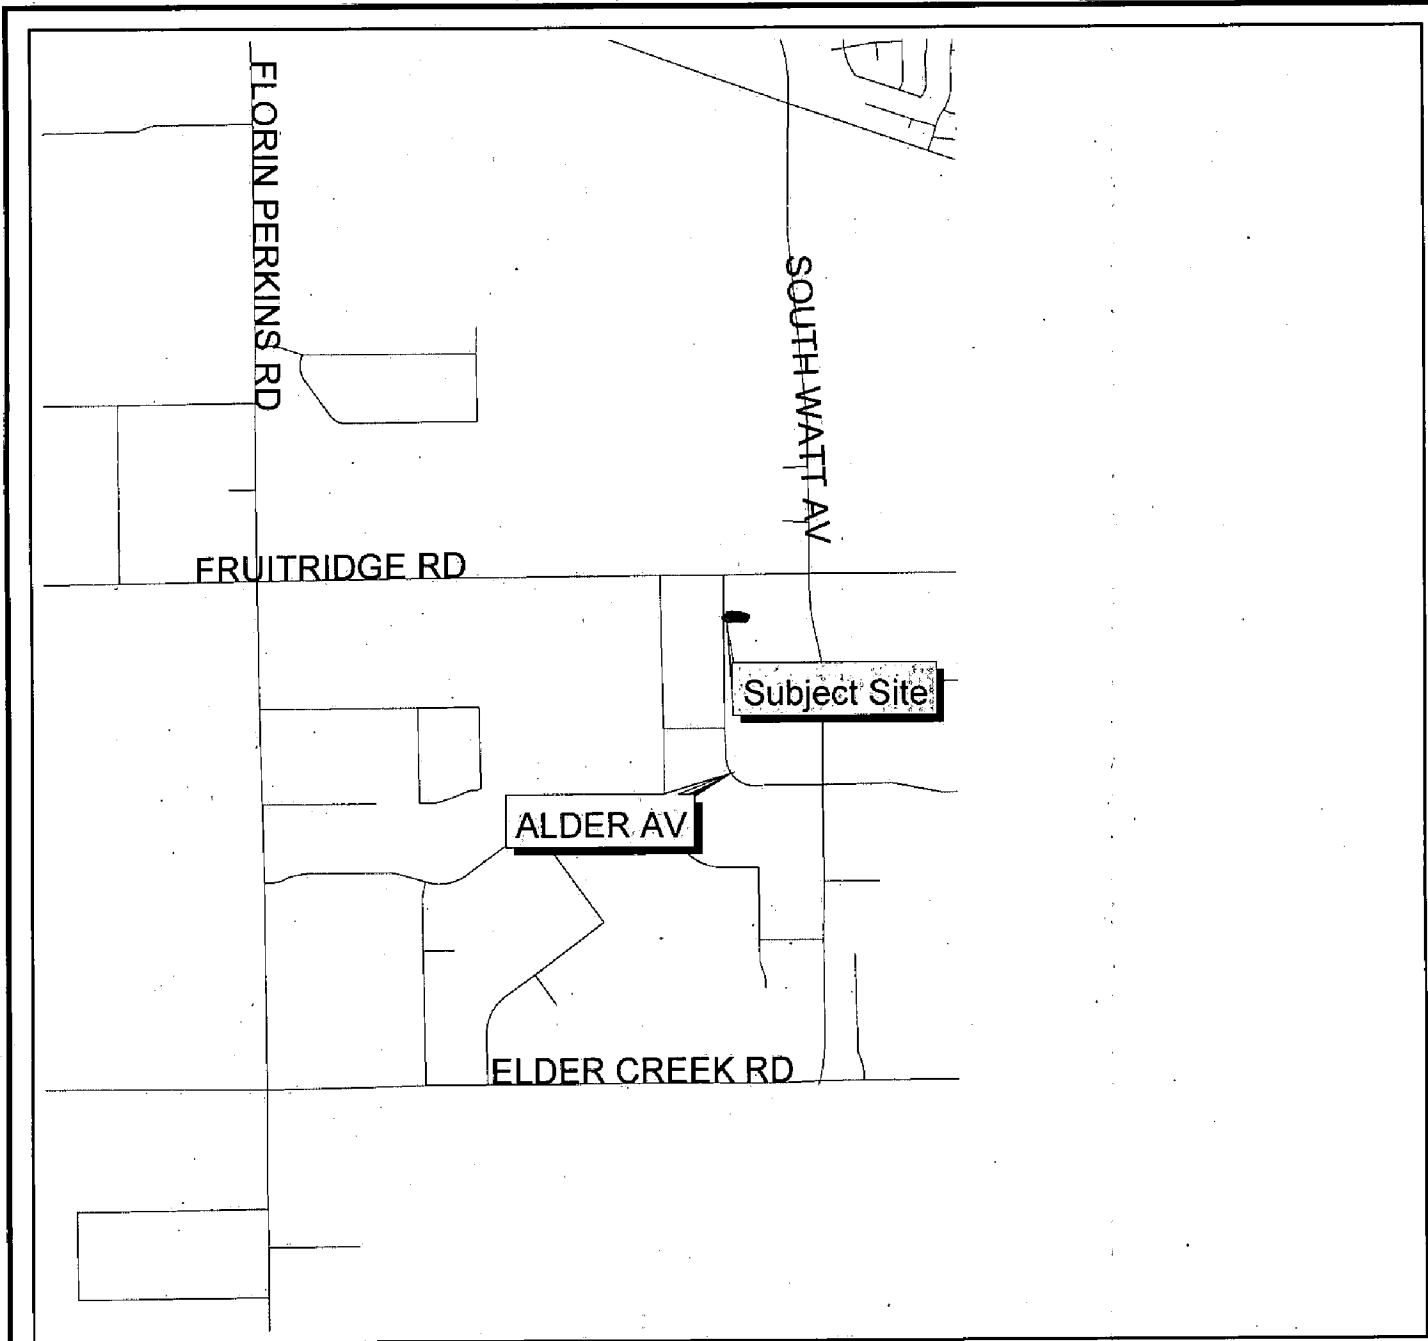 FLORIN PERKINS RD
SOUTH WATT AV
FRUITRIDGE RD
Subject Site
ALDER AV
ELDER CREEK RD